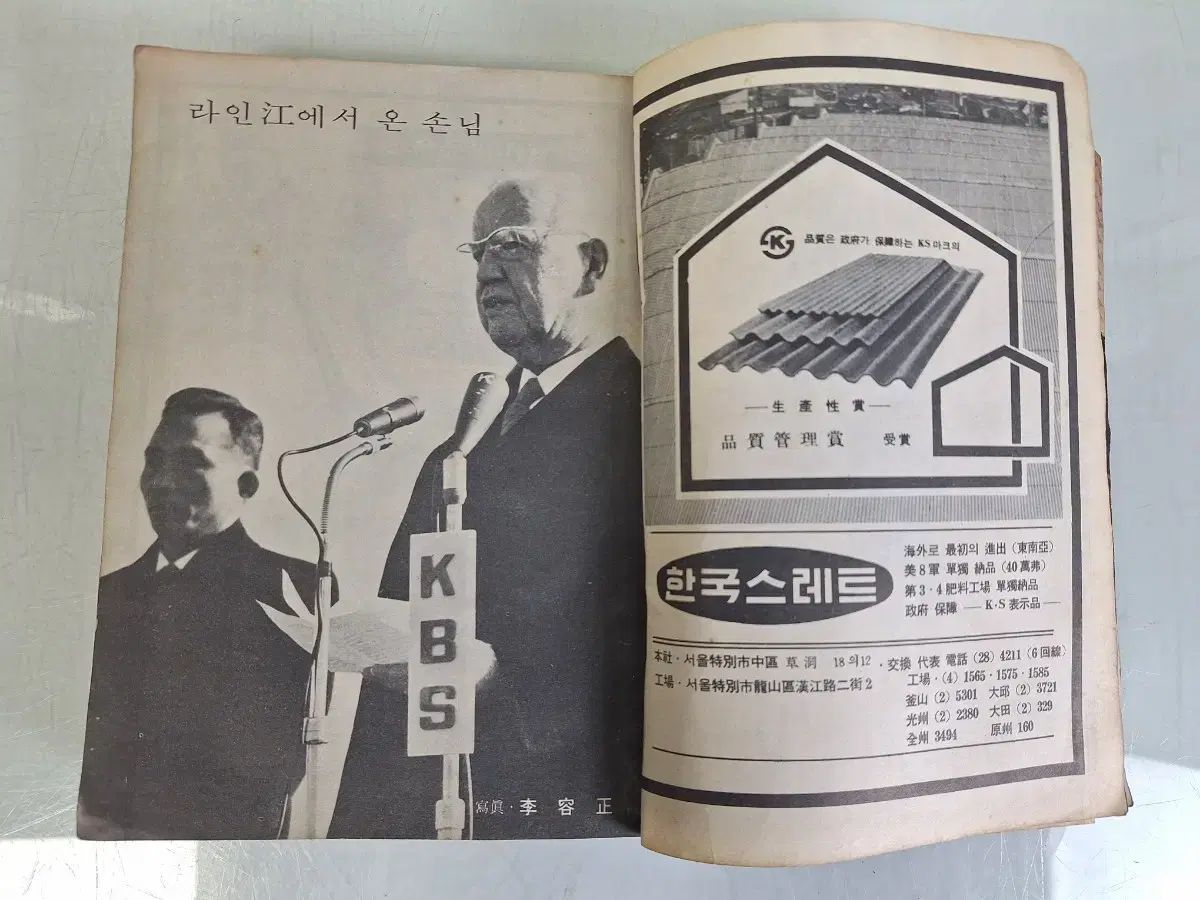 라인江에서 온 손님
KBS
寫眞·李容正
品質은 政府가 保障하는 KS마크의
— 生產性賞 —
品質管理賞 受賞
한국스레트
海外로 最初의 進出 (東南亞)
美8軍 單獨 納品 (40萬弗)
第3·4肥料工場 單獨納品
政府 保障 — K·S 表示品 —
本社·서울特別市中區 草洞 18의12·交換 代表 電話 (28) 4211 (6回線)
工場·서울特別市龍山區漢江路二街2
工場·(4) 1565·1575·1585
釜山 (2) 5301 大邱 (2) 3721
光州 (2) 2380 大田 (2) 329
全州 3494 原州 160